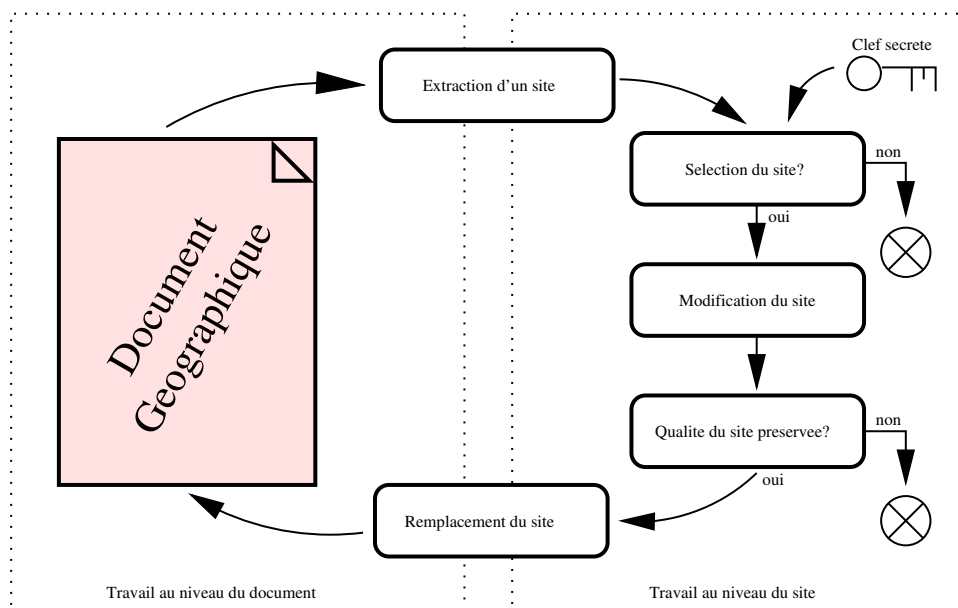 Clef secrete
Extraction d'un site
Selection du site?
non
oui
Document
Geographique
Modification du site
Qualite du site preservee?
non
oui
Remplacement du site
Travail au niveau du document
Travail au niveau du site